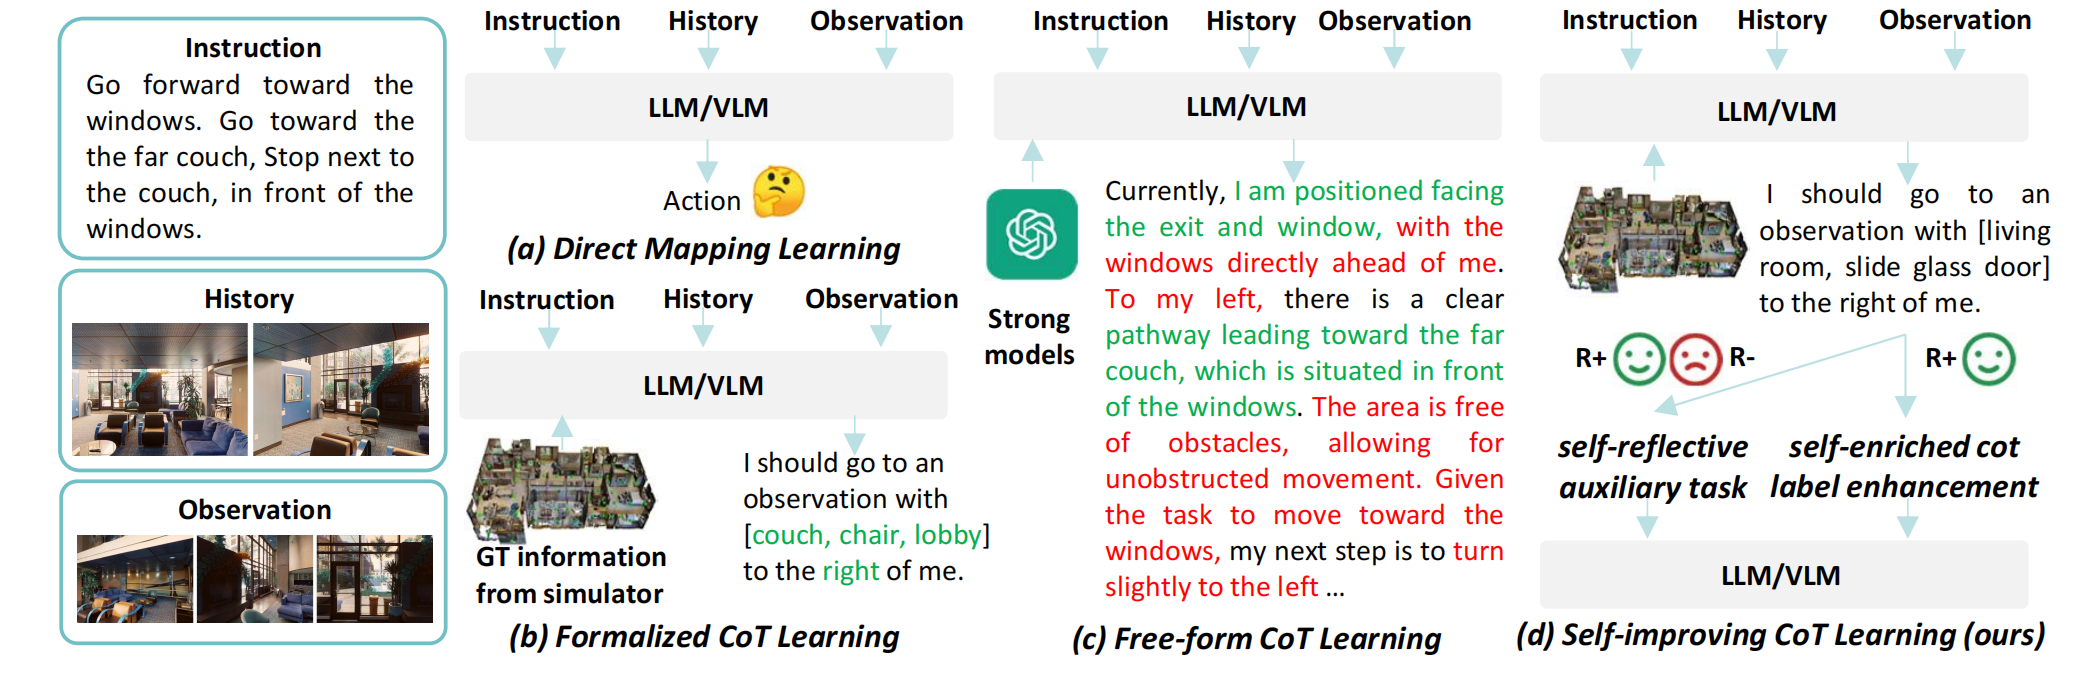 Instruction
Go forward toward the
windows. Go toward the
the far couch, Stop next to
the couch, in front of the
windows.
History
Observation
Instruction History Observation
LLM/VLM
Action
(a) Direct Mapping Learning
Instruction History Observation
LLM/VLM
GT information
from simulator
I should go to an
observation with
[couch, chair, lobby]
to the right of me.
(b) Formalized CoT Learning
Instruction History Observation
LLM/VLM
Strong
models
Currently, I am positioned facing
the exit and window, with the
windows directly ahead of me.
To my left, there is a clear
pathway leading toward the far
couch, which is situated in front
of the windows. The area is free
of obstacles, allowing for
unobstructed movement. Given
the task to move toward the
windows, my next step is to turn
slightly to the left ...
(c) Free-form CoT Learning
Instruction History Observation
LLM/VLM
I should go to an
observation with [living
room, slide glass door]
to the right of me.
R+ R- R+
self-reflective
auxiliary task
self-enriched cot
label enhancement
LLM/VLM
(d) Self-improving CoT Learning (ours)